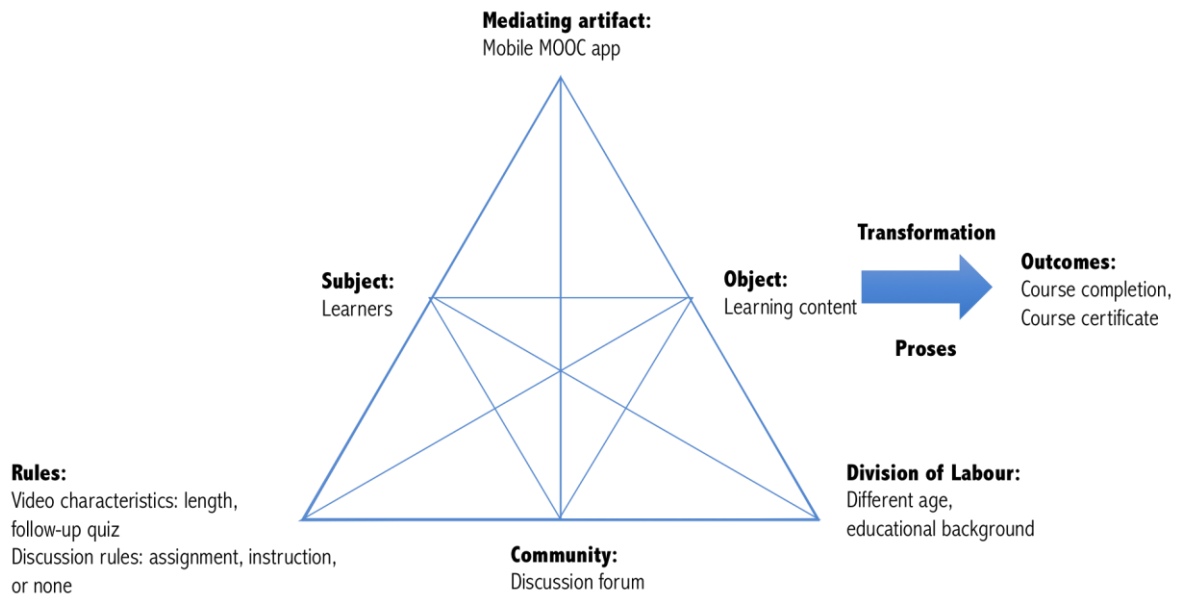 Mediating artifact:
Mobile MOOC app
Subject:
Learners
Object:
Learning content
Transformation
Proses
Outcomes:
Course completion,
Course certificate
Rules:
Video characteristics: length,
follow-up quiz
Discussion rules: assignment, instruction,
or none
Community:
Discussion forum
Division of Labour:
Different age,
educational background